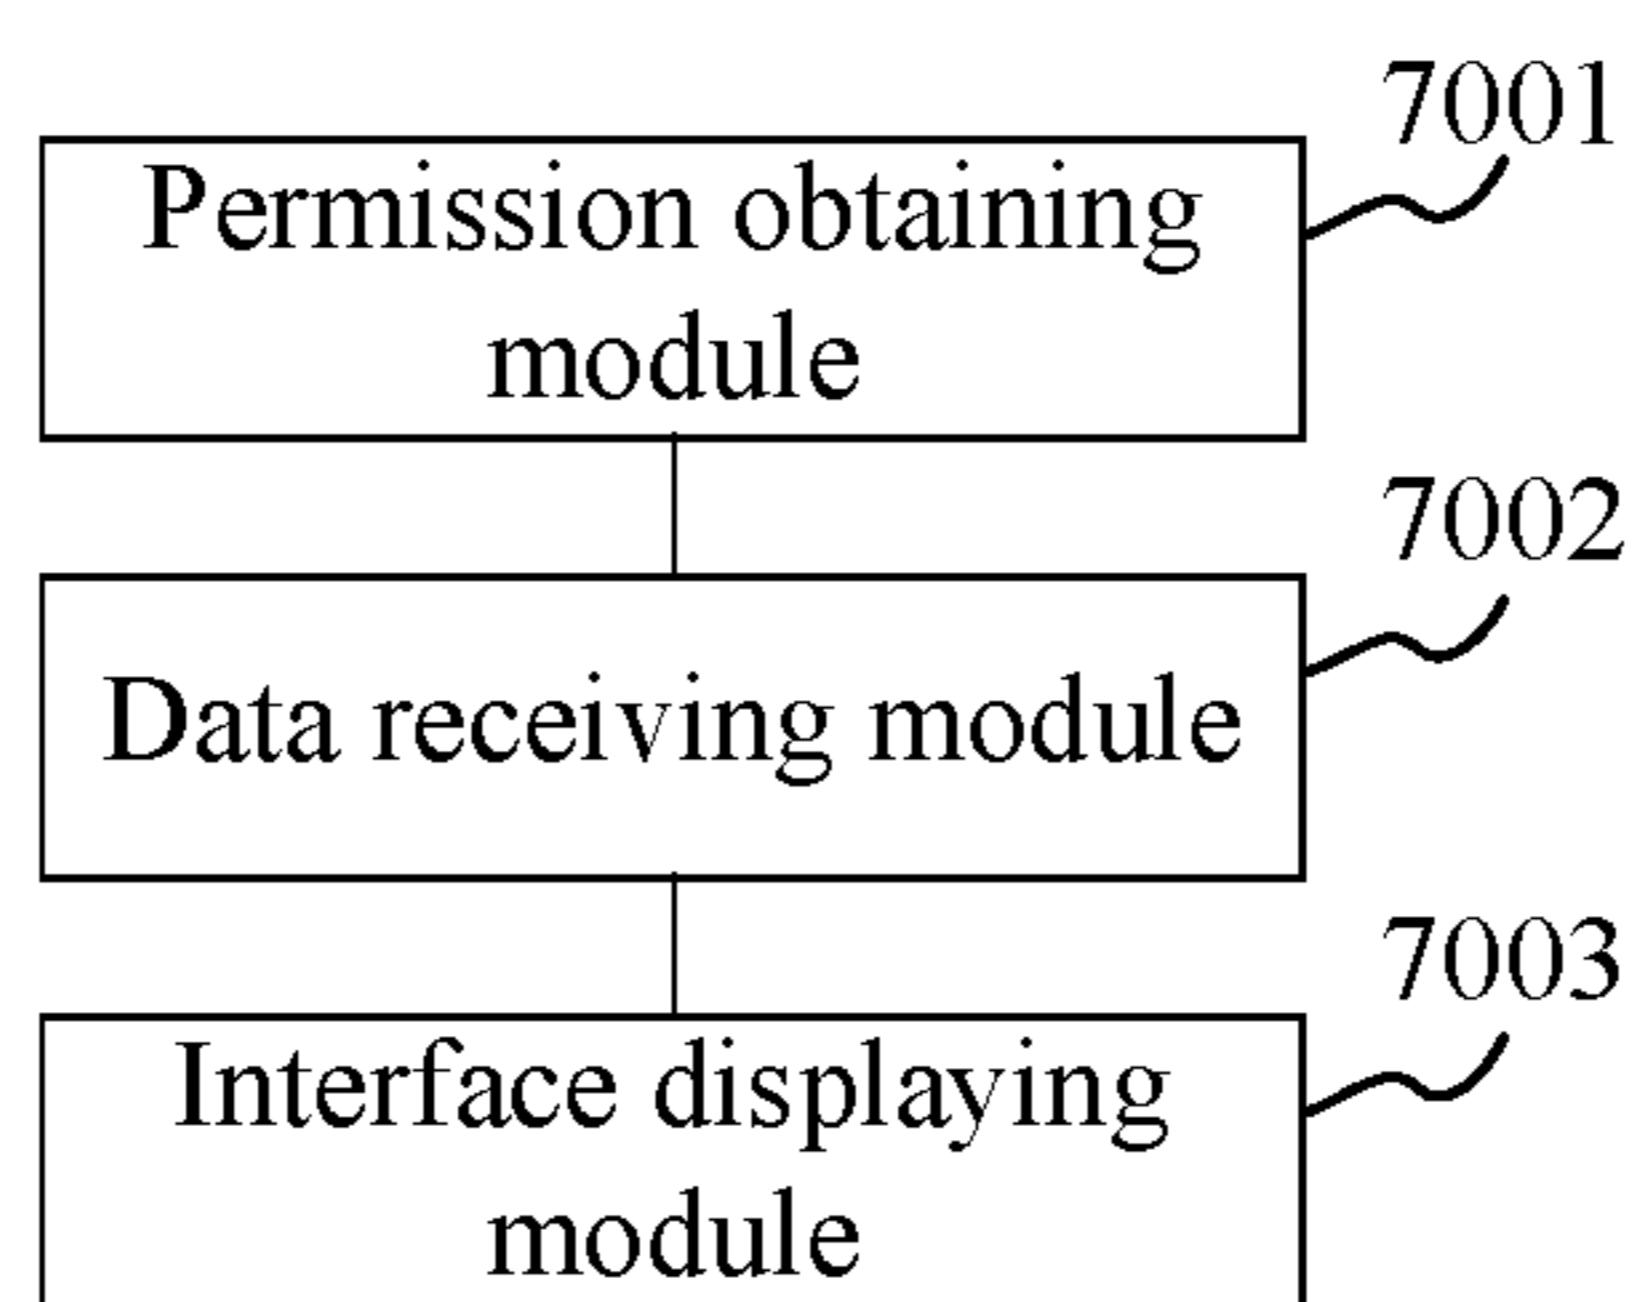 7001
Permission obtaining
module
7002
Data receiving module
7003
Interface displaying
module